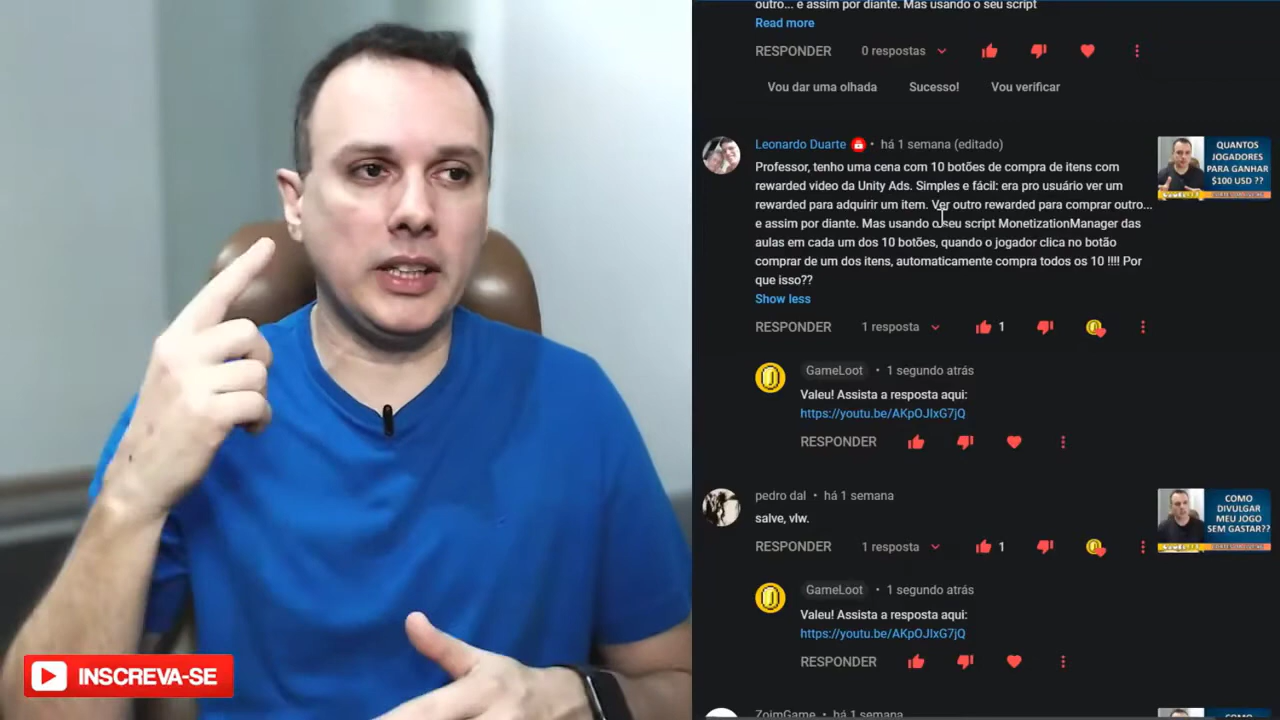 outro... e assim por diante. Mas usando o seu script
Read more
RESPONDER 0 respostas
Vou dar uma olhada Sucesso! Vou verificar
Leonardo Duarte • há 1 semana (editado)
Professor, tenho uma cena com 10 botões de compra de itens com
rewarded video da Unity Ads. Simples e fácil: era pro usuário ver um
rewarded para adquirir um item. Ver outro rewarded para comprar outro...
e assim por diante. Mas usando o seu script MonetizationManager das
aulas em cada um dos 10 botões, quando o jogador clica no botão
comprar de um dos itens, automaticamente compra todos os 10 !!!! Por
que isso??
Show less
RESPONDER 1 resposta 1
QUANTOS
JOGADORES
PARA GANHAR
$100 USD ??
GameLoot • 1 segundo atrás
Valeu! Assista a resposta aqui:
https://youtu.be/AKpOJIxG7jQ
RESPONDER
pedro dal • há 1 semana
salve, vlw.
RESPONDER 1 resposta 1
COMO
DIVULGAR
MEU JOGO
SEM GASTAR??
GameLoot • 1 segundo atrás
Valeu! Assista a resposta aqui:
https://youtu.be/AKpOJIxG7jQ
RESPONDER
ZoimGame • há 1 semana
COMO
INSCREVA-SE